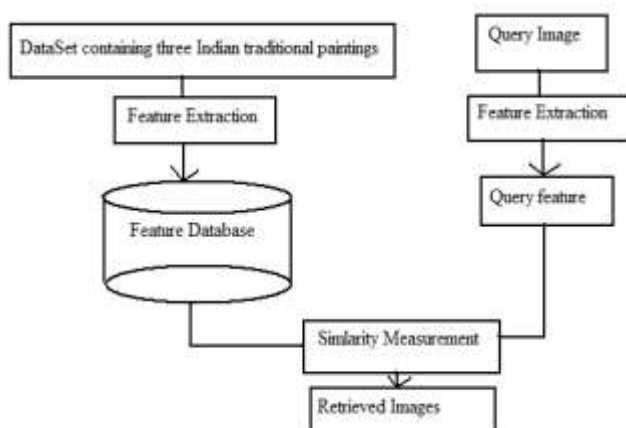 DataSet containing three Indian traditional paintings
Query Image
Feature Extraction
Feature Extraction
Query feature
Feature Database
Simlarity Measurement
Retrieved Images